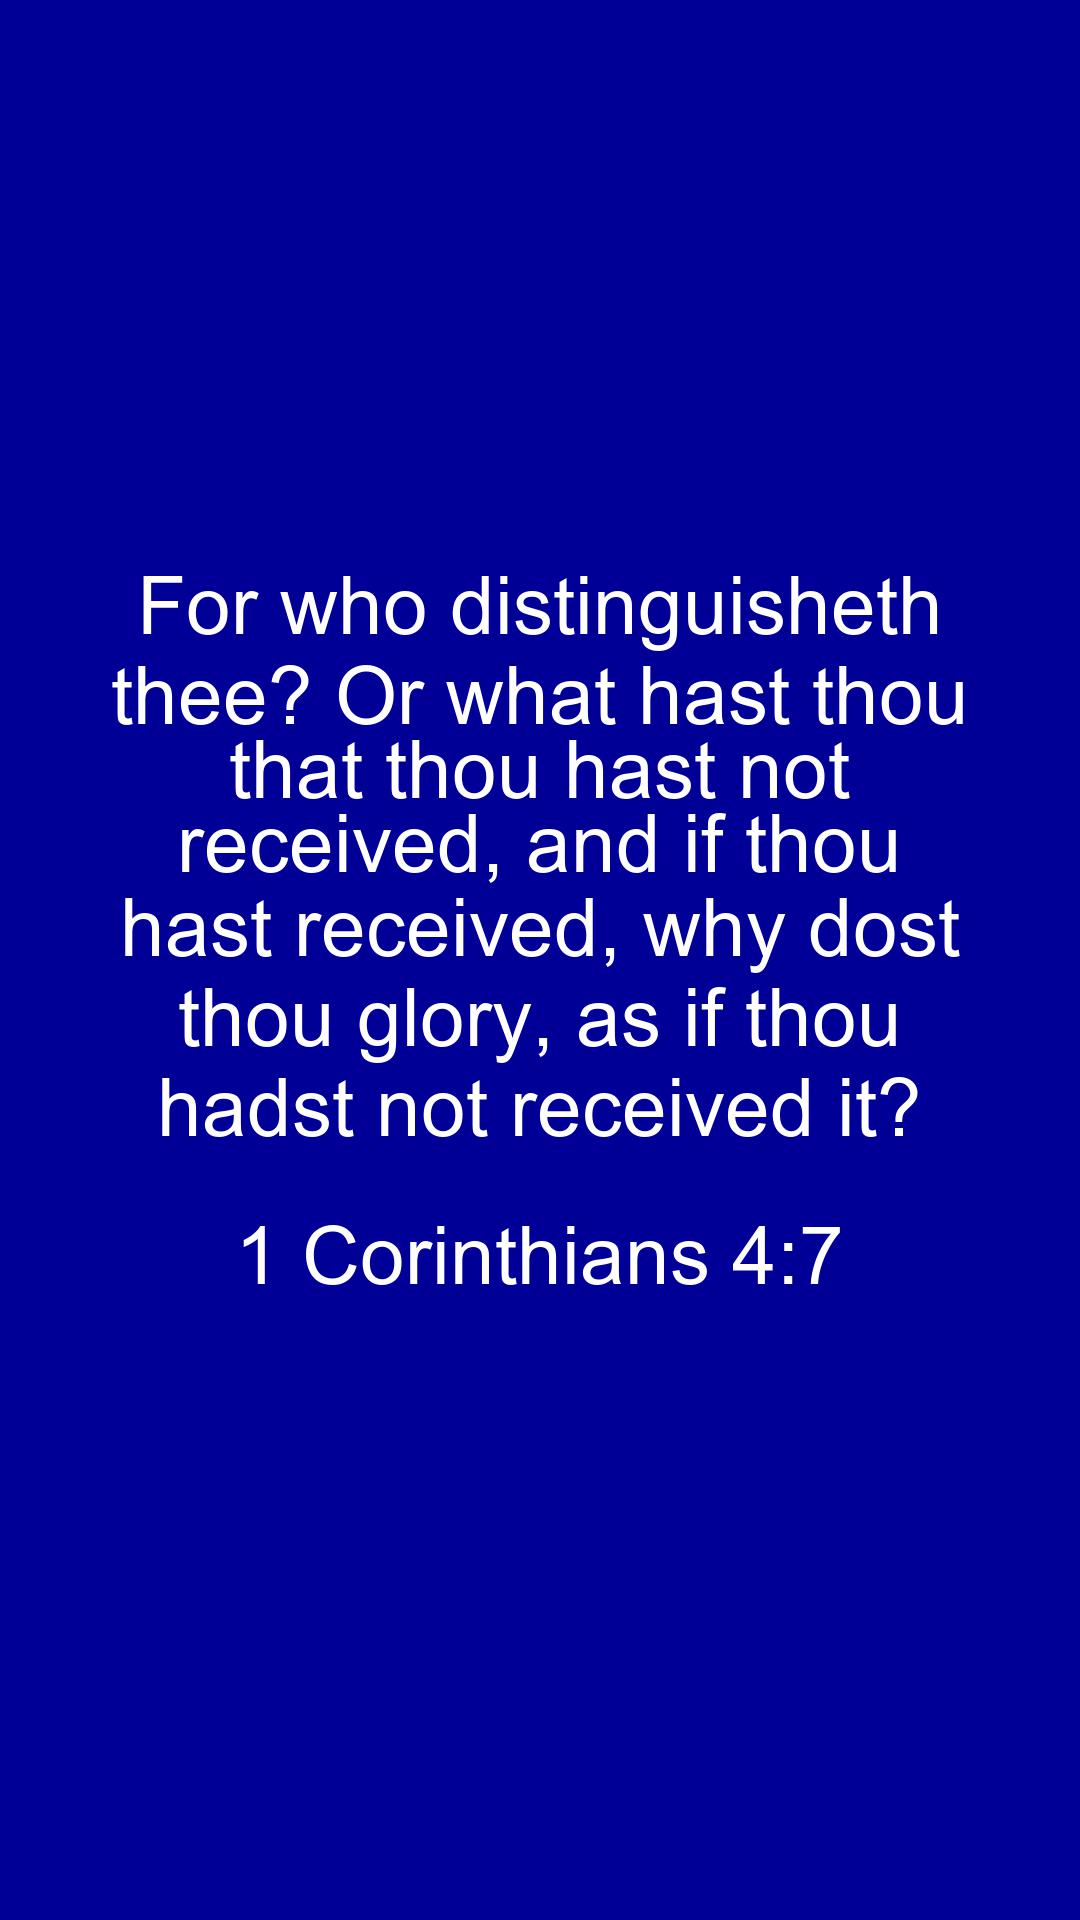 For who distinguisheth
thee? Or what hast thou
that thou hast not
received, and if thou
hast received, why dost
thou glory, as if thou
hadst not received it?
1 Corinthians 4:7